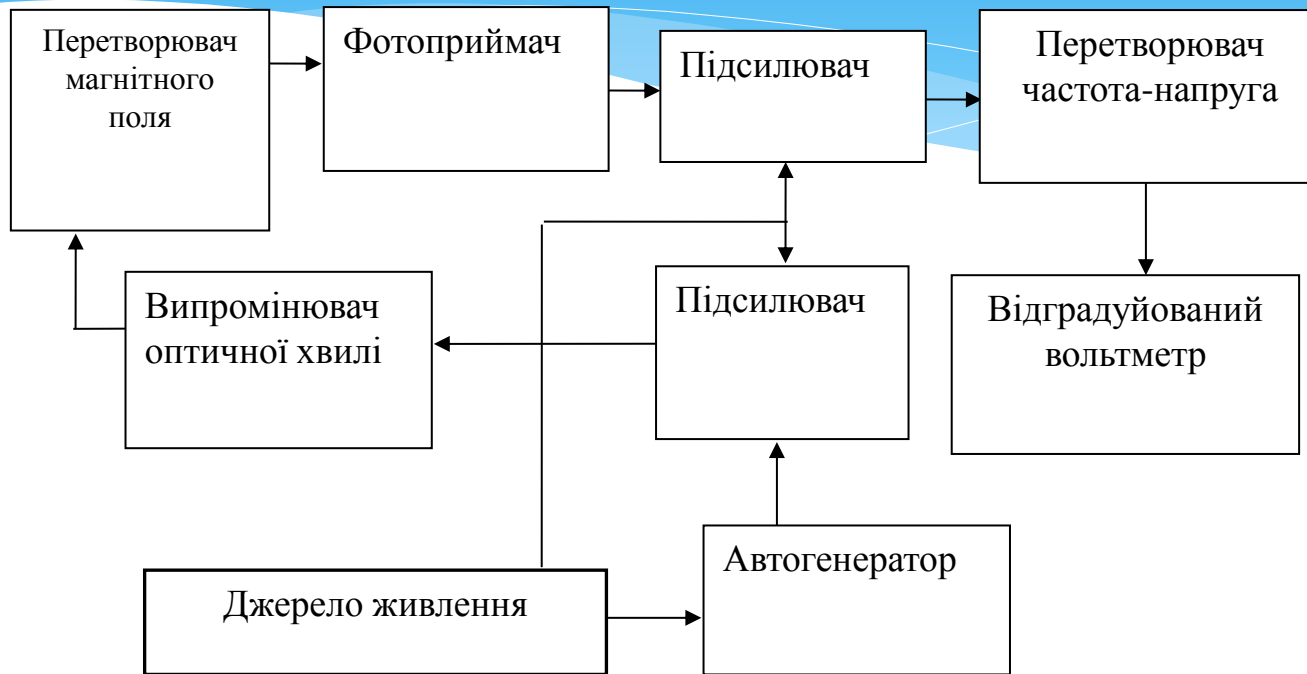 Перетворювач
магнітного
поля
Фотоприймач
Підсилювач
Перетворювач
частота-напруга
Випромінювач
оптичної хвилі
Підсилювач
Відградуйований
вольтметр
Автогенератор
Джерело живлення